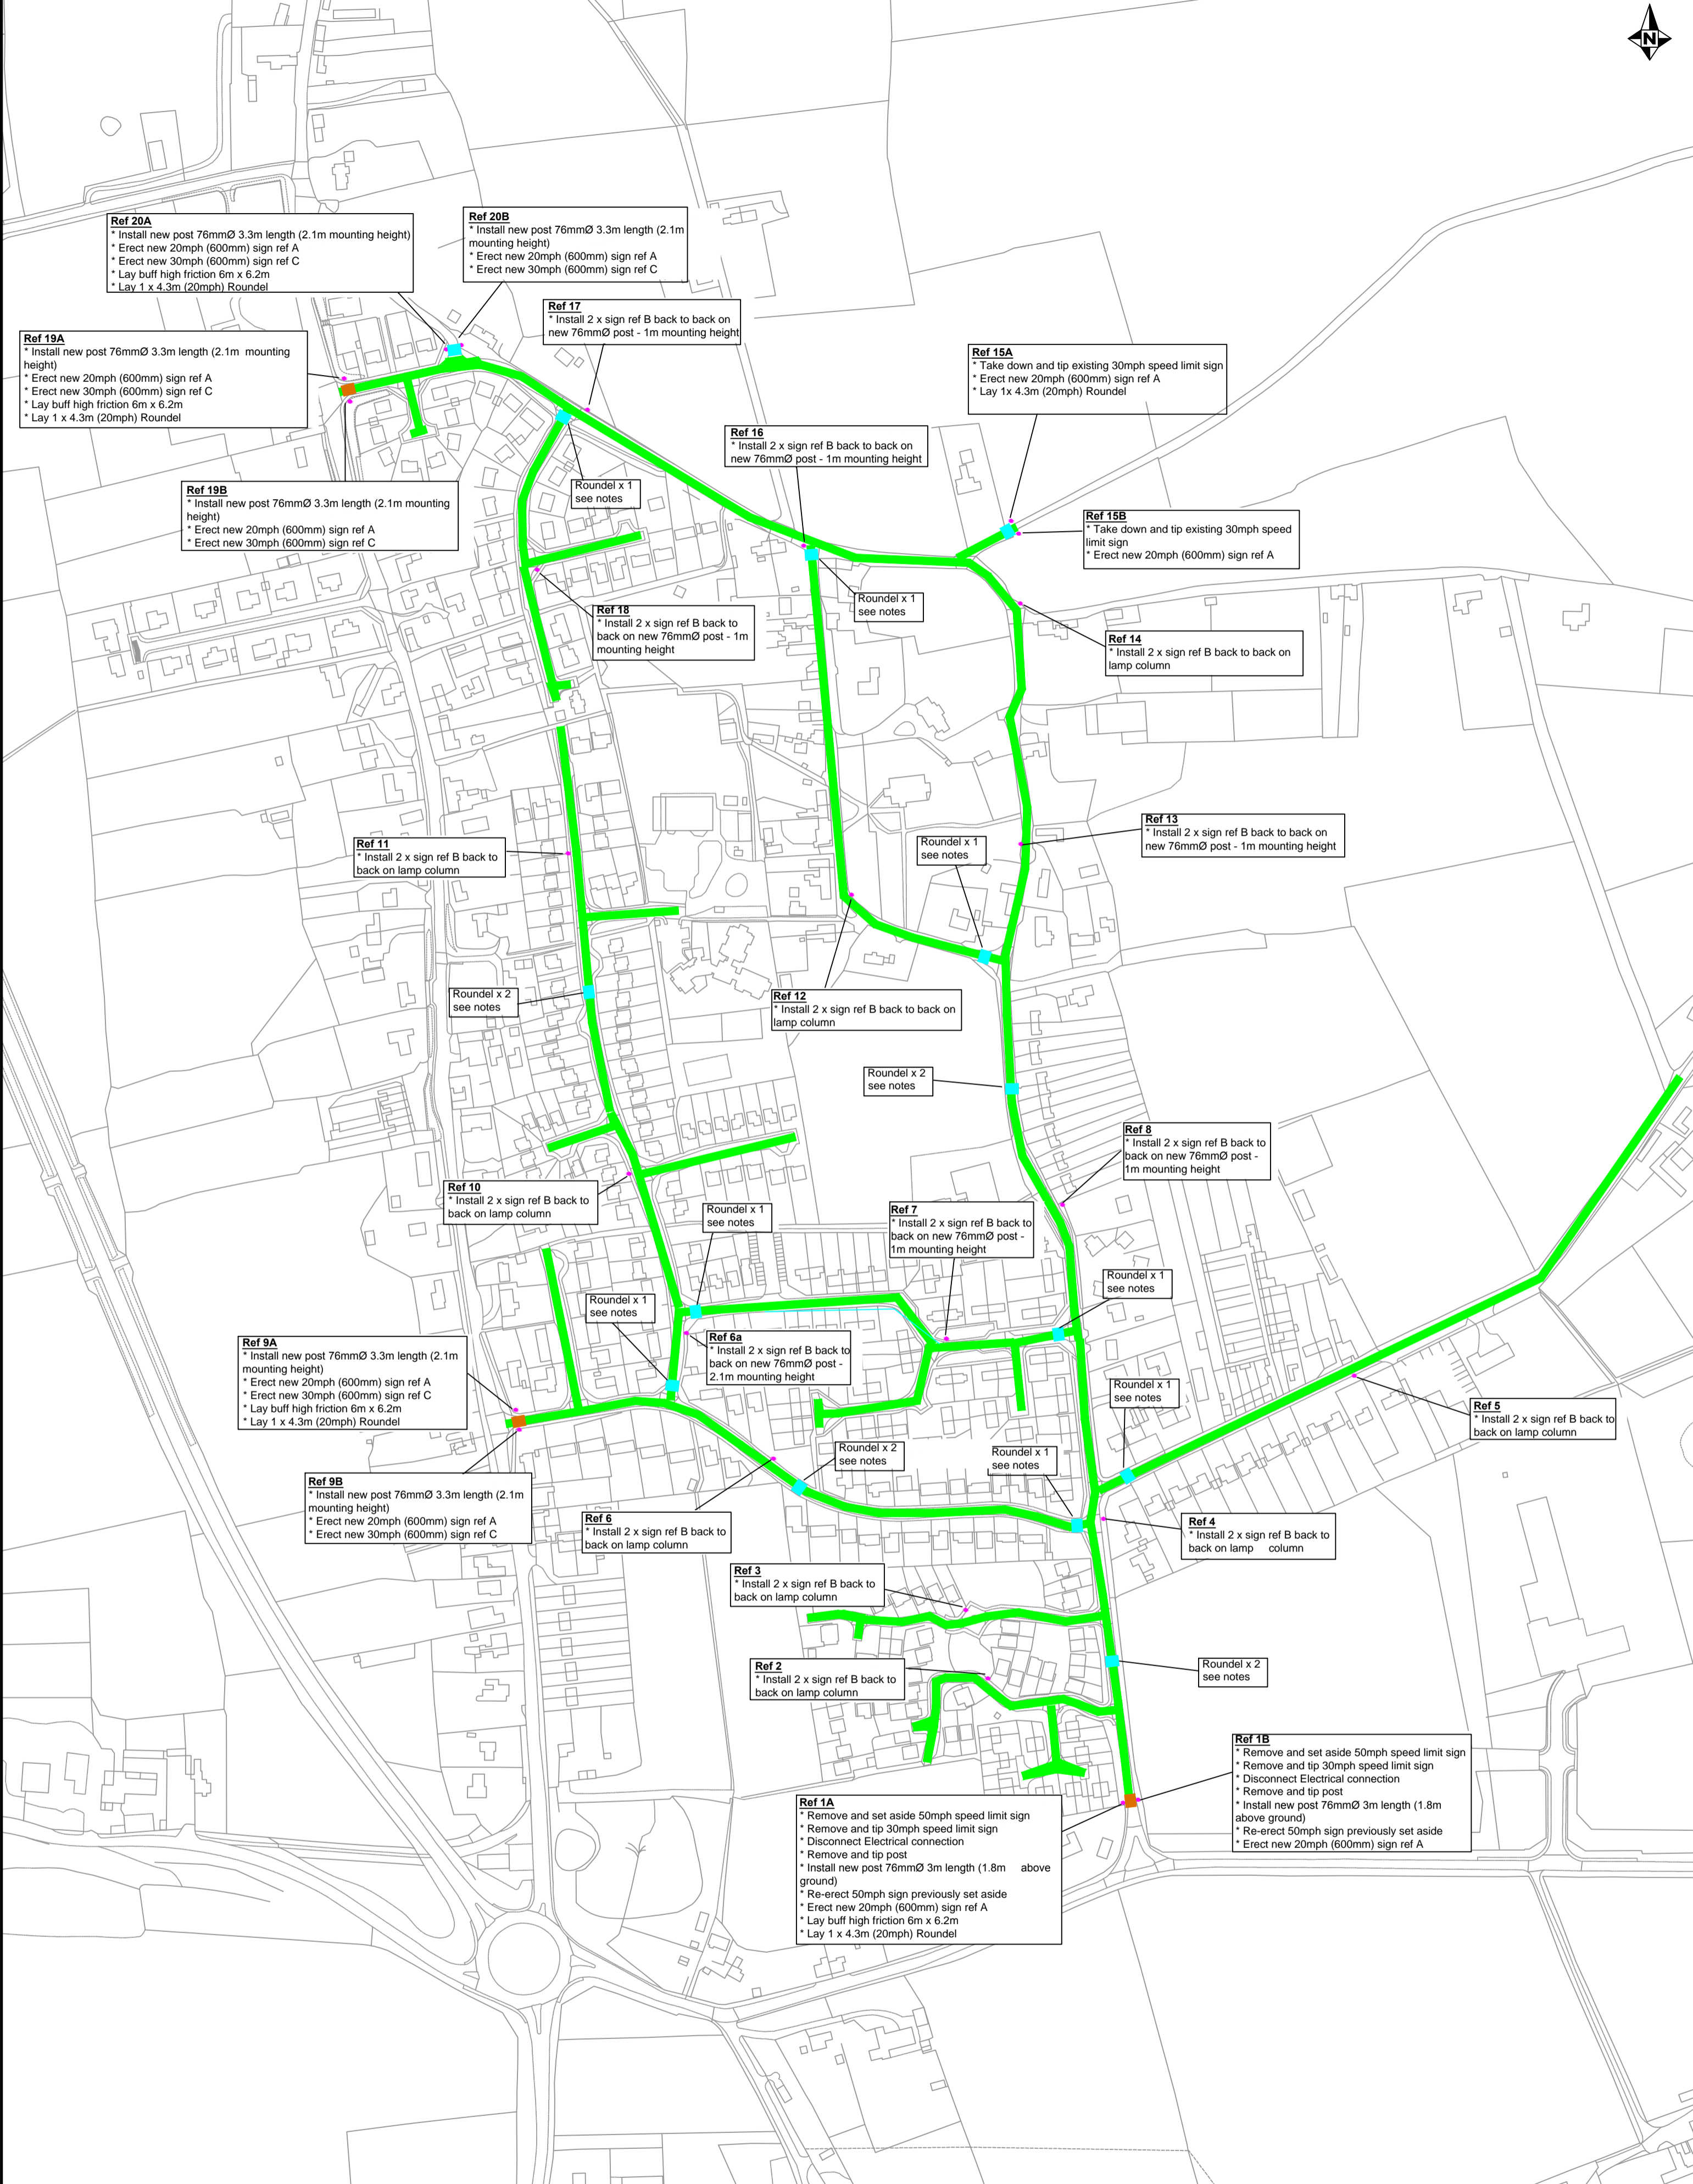 N
Ref 20A
* Install new post 76mmØ 3.3m length (2.1m mounting height)
* Erect new 20mph (600mm) sign ref A
* Erect new 30mph (600mm) sign ref C
* Lay buff high friction 6m x 6.2m
* Lay 1 x 4.3m (20mph) Roundel
Ref 20B
* Install new post 76mmØ 3.3m length (2.1m
mounting height)
* Erect new 20mph (600mm) sign ref A
* Erect new 30mph (600mm) sign ref C
Ref 17
* Install 2 x sign ref B back to back on
new 76mmØ post - 1m mounting height
Ref 19A
* Install new post 76mmØ 3.3m length (2.1m mounting
height)
* Erect new 20mph (600mm) sign ref A
* Erect new 30mph (600mm) sign ref C
* Lay buff high friction 6m x 6.2m
* Lay 1 x 4.3m (20mph) Roundel
Ref 15A
* Take down and tip existing 30mph speed limit sign
* Erect new 20mph (600mm) sign ref A
* Lay 1x 4.3m (20mph) Roundel
Ref 16
* Install 2 x sign ref B back to back on
new 76mmØ post - 1m mounting height
Ref 19B
* Install new post 76mmØ 3.3m length (2.1m mounting
height)
* Erect new 20mph (600mm) sign ref A
* Erect new 30mph (600mm) sign ref C
Roundel x 1
see notes
Ref 15B
* Take down and tip existing 30mph speed
limit sign
* Erect new 20mph (600mm) sign ref A
Roundel x 1
see notes
Ref 18
* Install 2 x sign ref B back to
back on new 76mmØ post - 1m
mounting height
Ref 14
* Install 2 x sign ref B back to back on
lamp column
Ref 13
* Install 2 x sign ref B back to back on
new 76mmØ post - 1m mounting height
Ref 11
* Install 2 x sign ref B back to
back on lamp column
Roundel x 1
see notes
Roundel x 2
see notes
Ref 12
* Install 2 x sign ref B back to back on
lamp column
Roundel x 2
see notes
Ref 8
* Install 2 x sign ref B back to
back on new 76mmØ post -
1m mounting height
Ref 10
* Install 2 x sign ref B back to
back on lamp column
Roundel x 1
see notes
Ref 7
* Install 2 x sign ref B back to
back on new 76mmØ post -
1m mounting height
Roundel x 1
see notes
Roundel x 1
see notes
Ref 6a
* Install 2 x sign ref B back to
back on new 76mmØ post -
2.1m mounting height
Ref 9A
* Install new post 76mmØ 3.3m length (2.1m
mounting height)
* Erect new 20mph (600mm) sign ref A
* Erect new 30mph (600mm) sign ref C
* Lay buff high friction 6m x 6.2m
* Lay 1 x 4.3m (20mph) Roundel
Roundel x 1
see notes
Ref 5
* Install 2 x sign ref B back to
back on lamp column
Roundel x 2
see notes
Roundel x 1
see notes
Ref 9B
* Install new post 76mmØ 3.3m length (2.1m
mounting height)
* Erect new 20mph (600mm) sign ref A
* Erect new 30mph (600mm) sign ref C
Ref 6
* Install 2 x sign ref B back to
back on lamp column
Ref 4
* Install 2 x sign ref B back to
back on lamp column
Ref 3
* Install 2 x sign ref B back to
back on lamp column
Ref 2
* Install 2 x sign ref B back to
back on lamp column
Roundel x 2
see notes
Ref 1B
* Remove and set aside 50mph speed limit sign
* Remove and tip 30mph speed limit sign
* Disconnect Electrical connection
* Remove and tip post
* Install new post 76mmØ 3m length (1.8m
above ground)
* Re-erect 50mph sign previously set aside
* Erect new 20mph (600mm) sign ref A
Ref 1A
* Remove and set aside 50mph speed limit sign
* Remove and tip 30mph speed limit sign
* Disconnect Electrical connection
* Remove and tip post
* Install new post 76mmØ 3m length (1.8m above
ground)
* Re-erect 50mph sign previously set aside
* Erect new 20mph (600mm) sign ref A
* Lay buff high friction 6m x 6.2m
* Lay 1 x 4.3m (20mph) Roundel